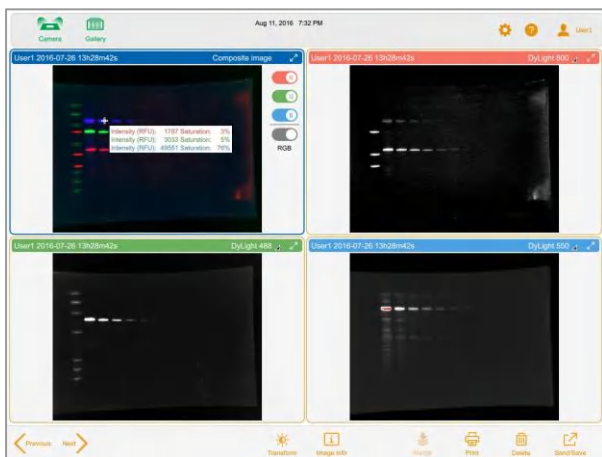 Aug 11, 2016 7:32 PM
Camera
Gallery
User1
User1 2016-07-26 13h28m42s
Composite image
User1 2016-07-26 13h28m42s
DyLight 800
RGB
Intensity (RFU): 1787 Saturation: 3%
Intensity (RFU): 3033 Saturation: 5%
Intensity (RFU): 49561 Saturation: 76%
User1 2016-07-26 13h28m42s
DyLight 488
User1 2016-07-26 13h28m42s
DyLight 550
Previous
Next
Transform
Image Info
Merge
Print
Delete
Send/Save